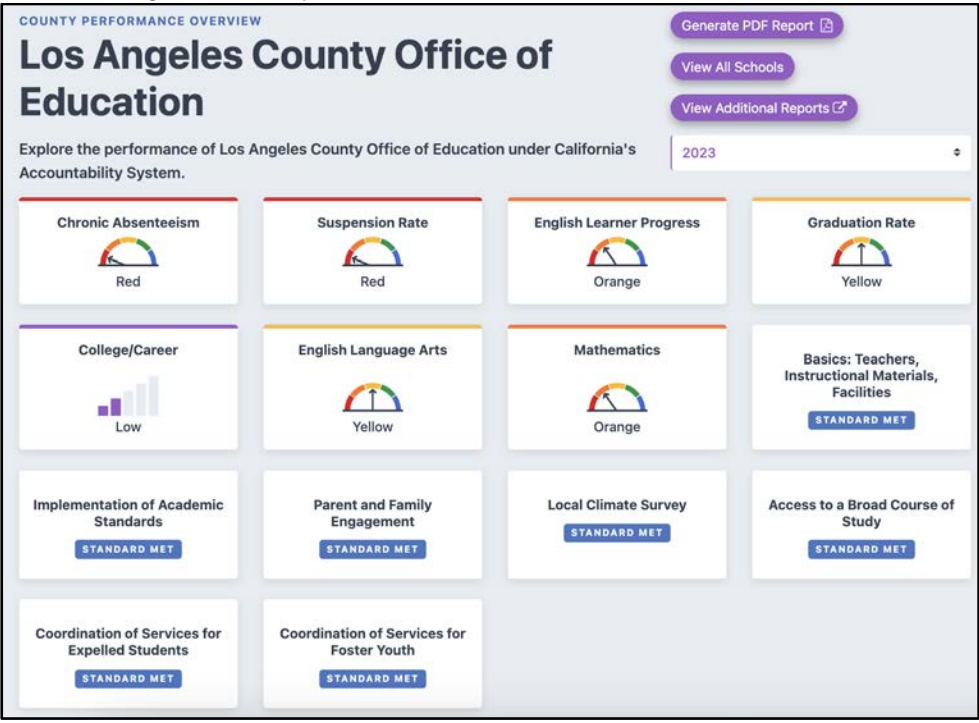 COUNTY PERFORMANCE OVERVIEW
Los Angeles County Office of
Education
Explore the performance of Los Angeles County Office of Education under California's
Accountability System.
Generate PDF Report
View All Schools
View Additional Reports
2023
Chronic Absenteeism
Red
Suspension Rate
Red
English Learner Progress
Orange
Graduation Rate
Yellow
College/Career
Low
English Language Arts
Yellow
Mathematics
Orange
Basics: Teachers,
Instructional Materials,
Facilities
STANDARD MET
Implementation of Academic
Standards
STANDARD MET
Parent and Family
Engagement
STANDARD MET
Local Climate Survey
STANDARD MET
Access to a Broad Course of
Study
STANDARD MET
Coordination of Services for
Expelled Students
STANDARD MET
Coordination of Services for
Foster Youth
STANDARD MET